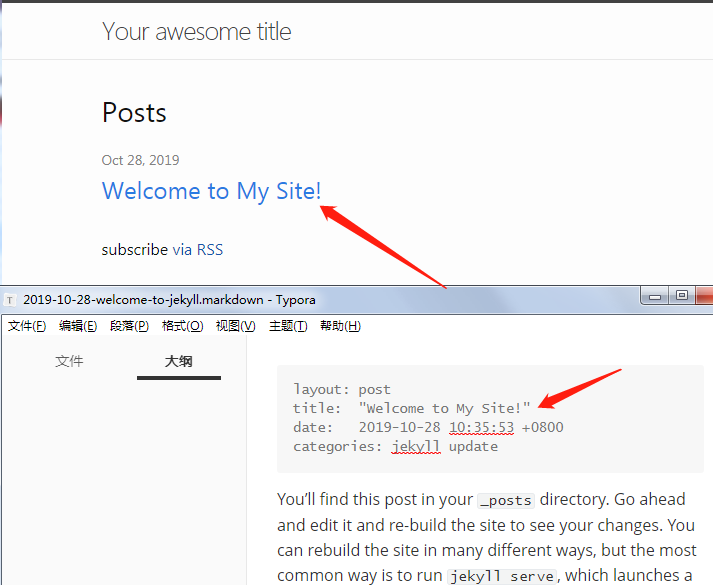 Your awesome title
Posts
Oct 28, 2019
Welcome to My Site!
subscribe via RSS
T 2019-10-28-welcome-to-jekyll.markdown - Typora
文件(F) 编辑(E) 段落(P) 格式(O) 视图(V) 主题(T) 帮助(H)
文件 大纲
layout: post
title: "Welcome to My Site!"
date: 2019-10-28 10:35:53 +0800
categories: jekyll update
You’ll find this post in your _posts directory. Go ahead
and edit it and re-build the site to see your changes. You
can rebuild the site in many different ways, but the most
common way is to run jekyll serve, which launches a